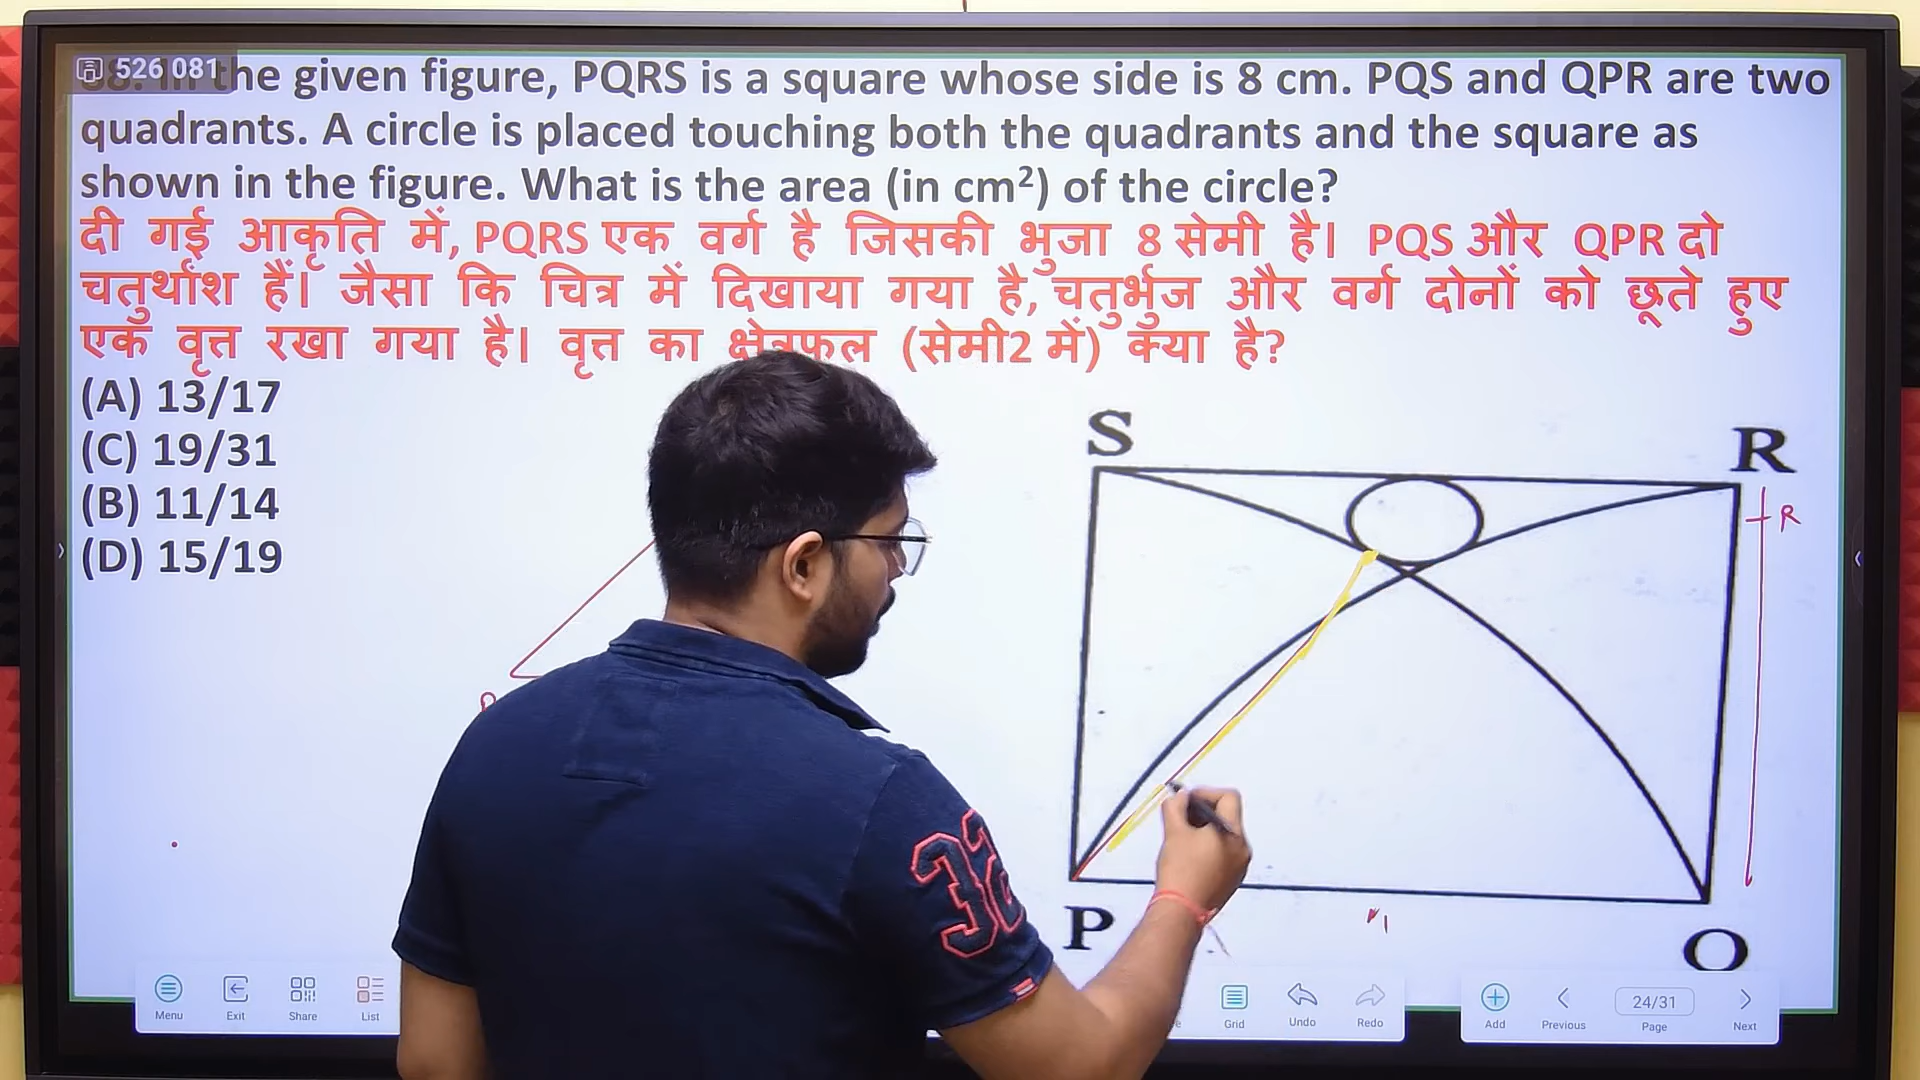 526 081
38. In the given figure, PQRS is a square whose side is 8 cm. PQS and QPR are two
quadrants. A circle is placed touching both the quadrants and the square as
shown in the figure. What is the area (in cm²) of the circle?
दी गई आकृति में, PQRS एक वर्ग है जिसकी भुजा 8 सेमी है। PQS और QPR दो
चतुर्थांश हैं। जैसा कि चित्र में दिखाया गया है, चतुर्भुज और वर्ग दोनों को छूते हुए
एक वृत्त रखा गया है। वृत्त का क्षेत्रफल (सेमी2 में) क्या है?
(A) 13/17
(C) 19/31
(B) 11/14
(D) 15/19
S
R
R
P
Q
32
Menu
Exit
Share
List
Grid
Undo
Redo
Add
Previous
24/31
Page
Next